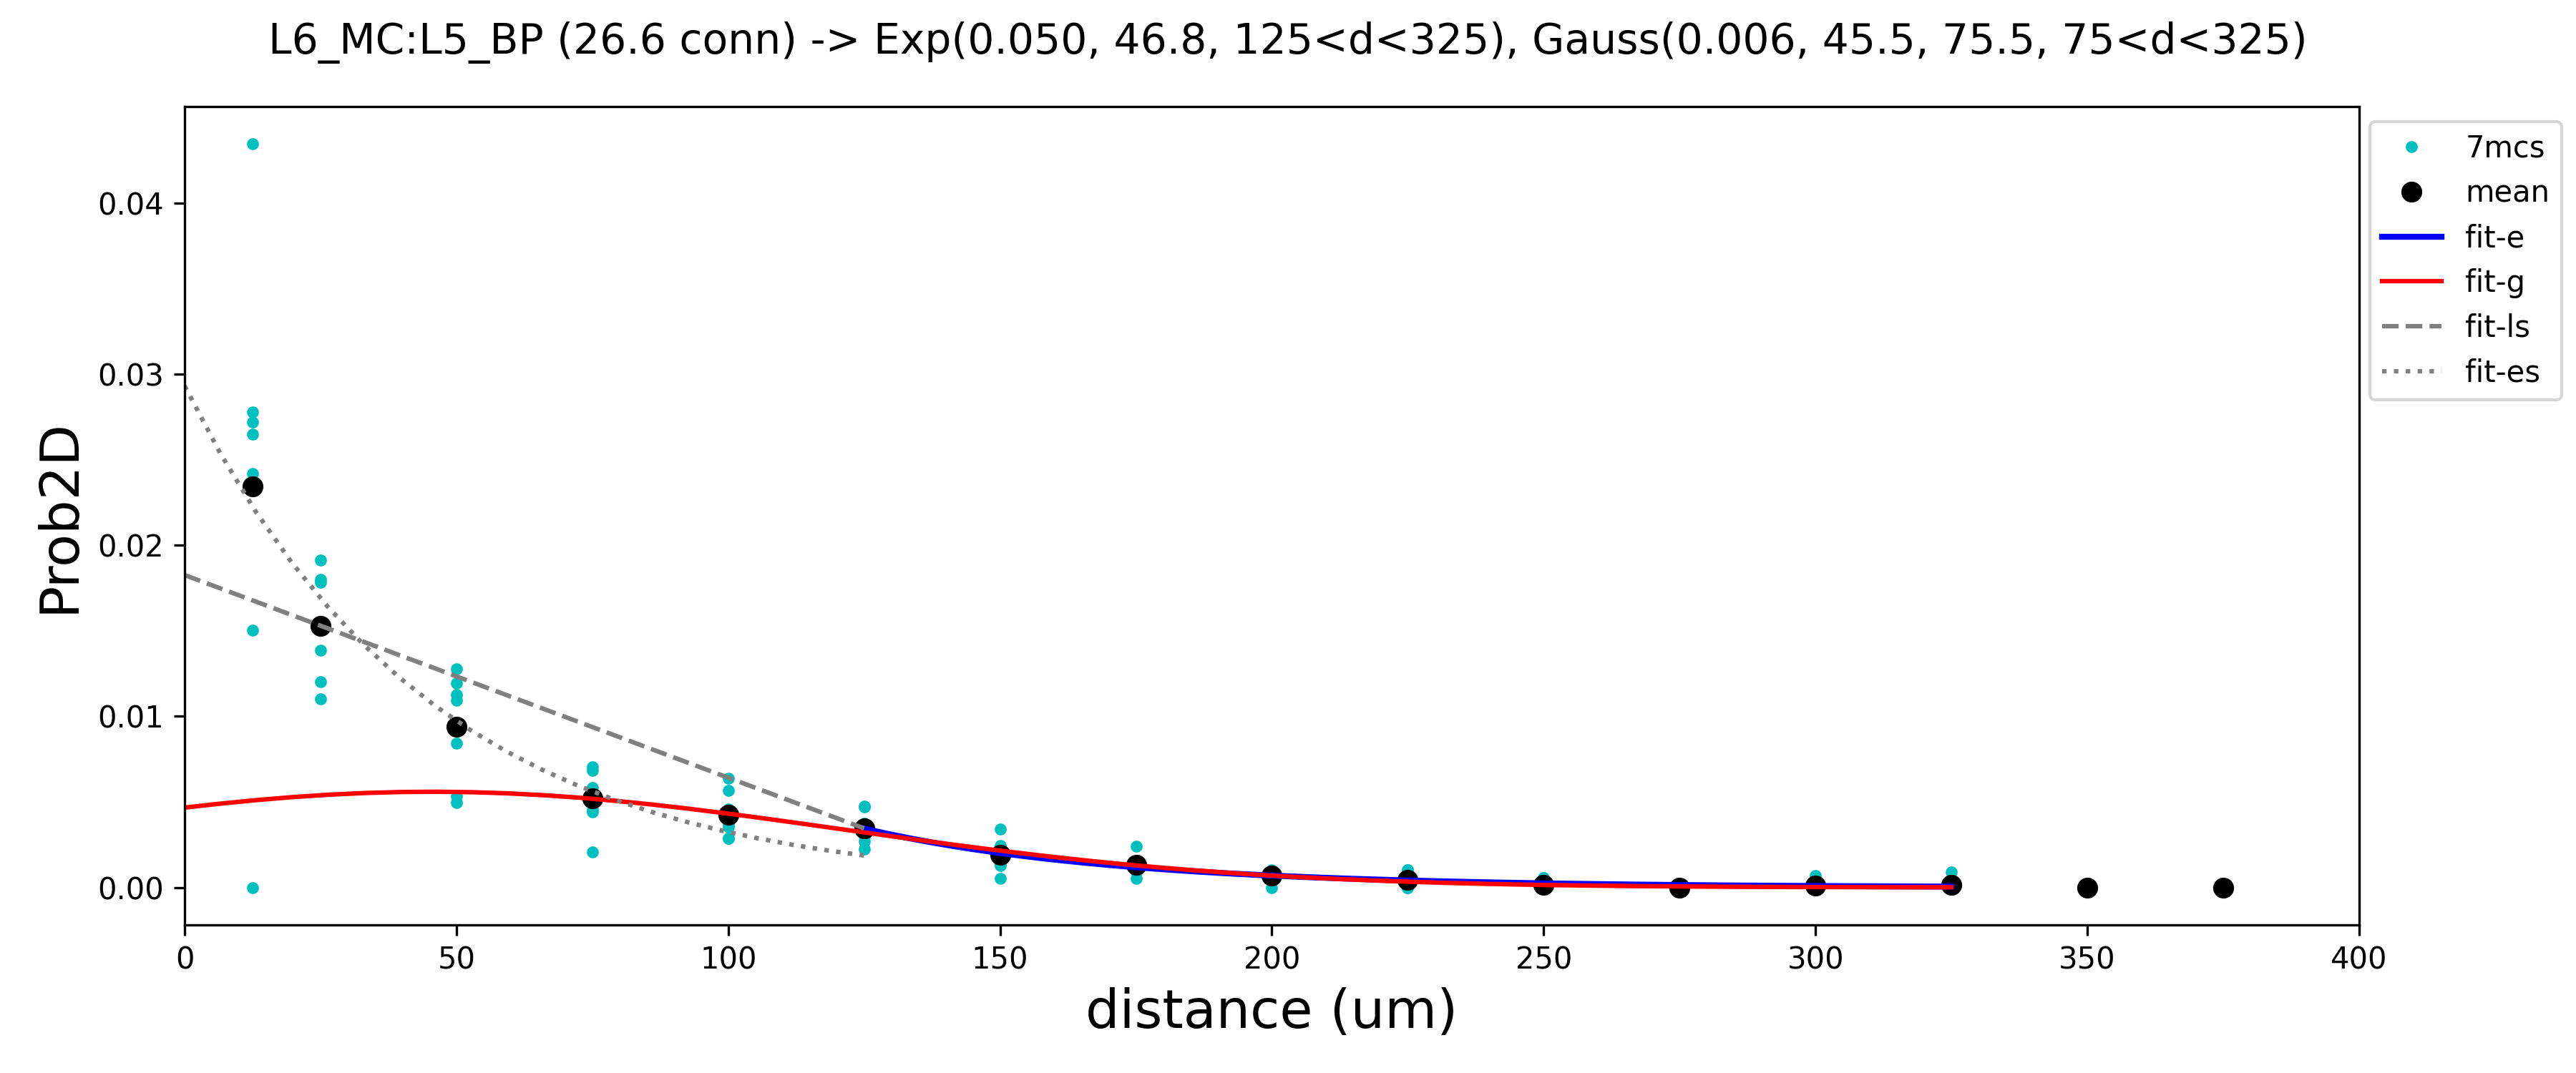 L6_MC:L5_BP (26.6 conn) -> Exp(0.050, 46.8, 125<d<325), Gauss(0.006, 45.5, 75.5, 75<d<325)
7mcs
mean
fit-e
fit-g
fit-ls
fit-es
Prob2D
0.04
0.03
0.02
0.01
0.00
0 50 100 150 200 250 300 350 400
distance (um)